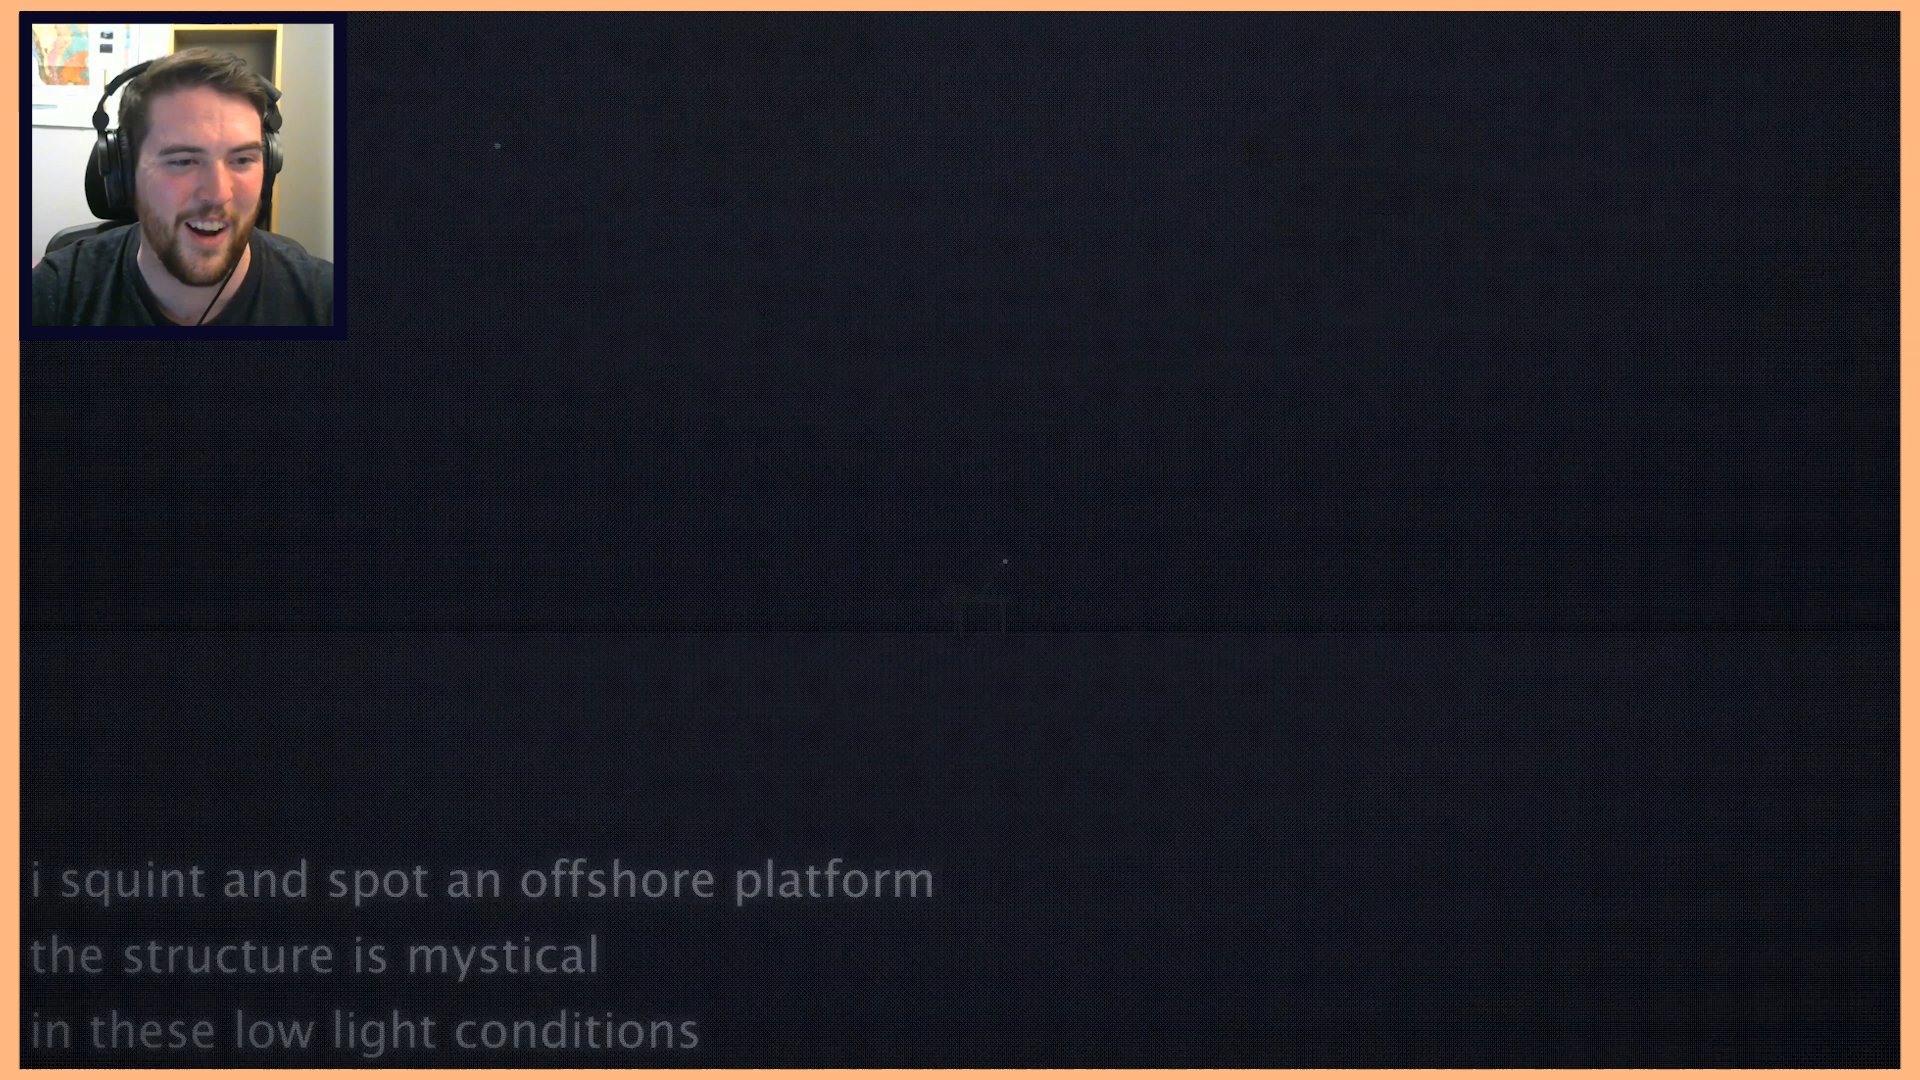 i squint and spot an offshore platform
the structure is mystical
in these low light conditions